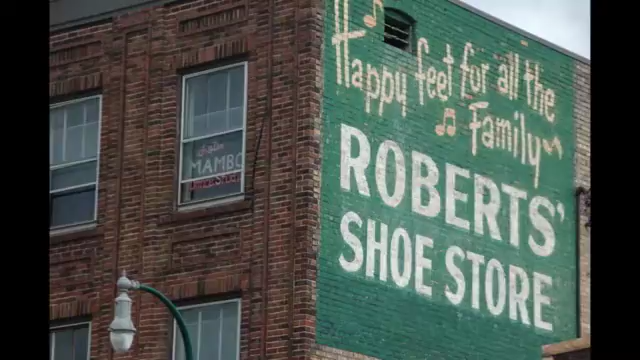 Happy feet for all the
Family
ROBERTS'
SHOE STORE
MAMBO